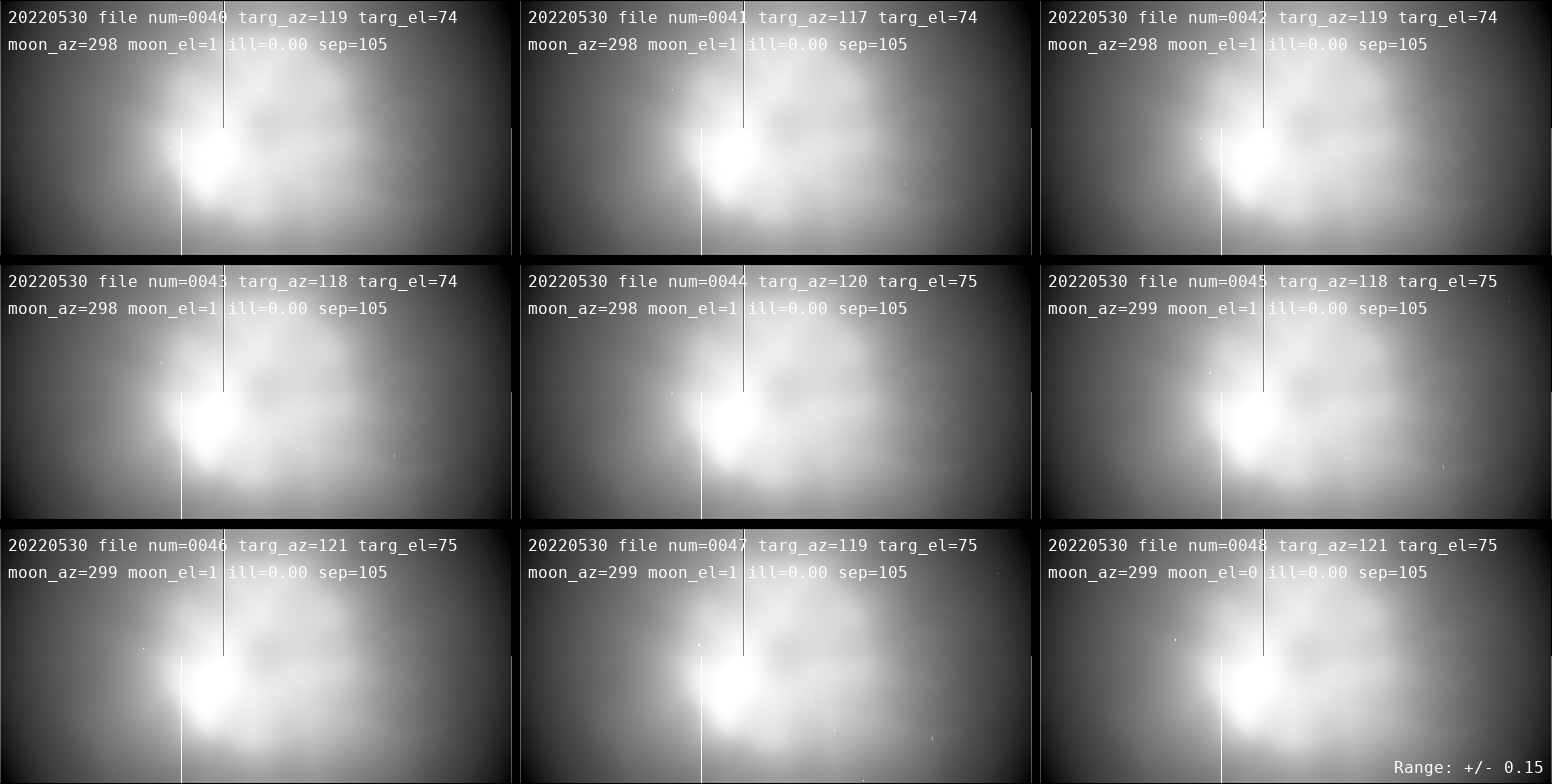 20220530 file num=0040 targ_az=119 targ_el=74
moon_az=298 moon_el=1 ill=0.00 sep=105
20220530 file num=0041 targ_az=117 targ_el=74
moon_az=298 moon_el=1 ill=0.00 sep=105
20220530 file num=0042 targ_az=119 targ_el=74
moon_az=298 moon_el=1 ill=0.00 sep=105
20220530 file num=0043 targ_az=118 targ_el=74
moon_az=298 moon_el=1 ill=0.00 sep=105
20220530 file num=0044 targ_az=120 targ_el=75
moon_az=298 moon_el=1 ill=0.00 sep=105
20220530 file num=0045 targ_az=118 targ_el=75
moon_az=299 moon_el=1 ill=0.00 sep=105
20220530 file num=0046 targ_az=121 targ_el=75
moon_az=299 moon_el=1 ill=0.00 sep=105
20220530 file num=0047 targ_az=119 targ_el=75
moon_az=299 moon_el=1 ill=0.00 sep=105
20220530 file num=0048 targ_az=121 targ_el=75
moon_az=299 moon_el=0 ill=0.00 sep=105
Range: +/- 0.15